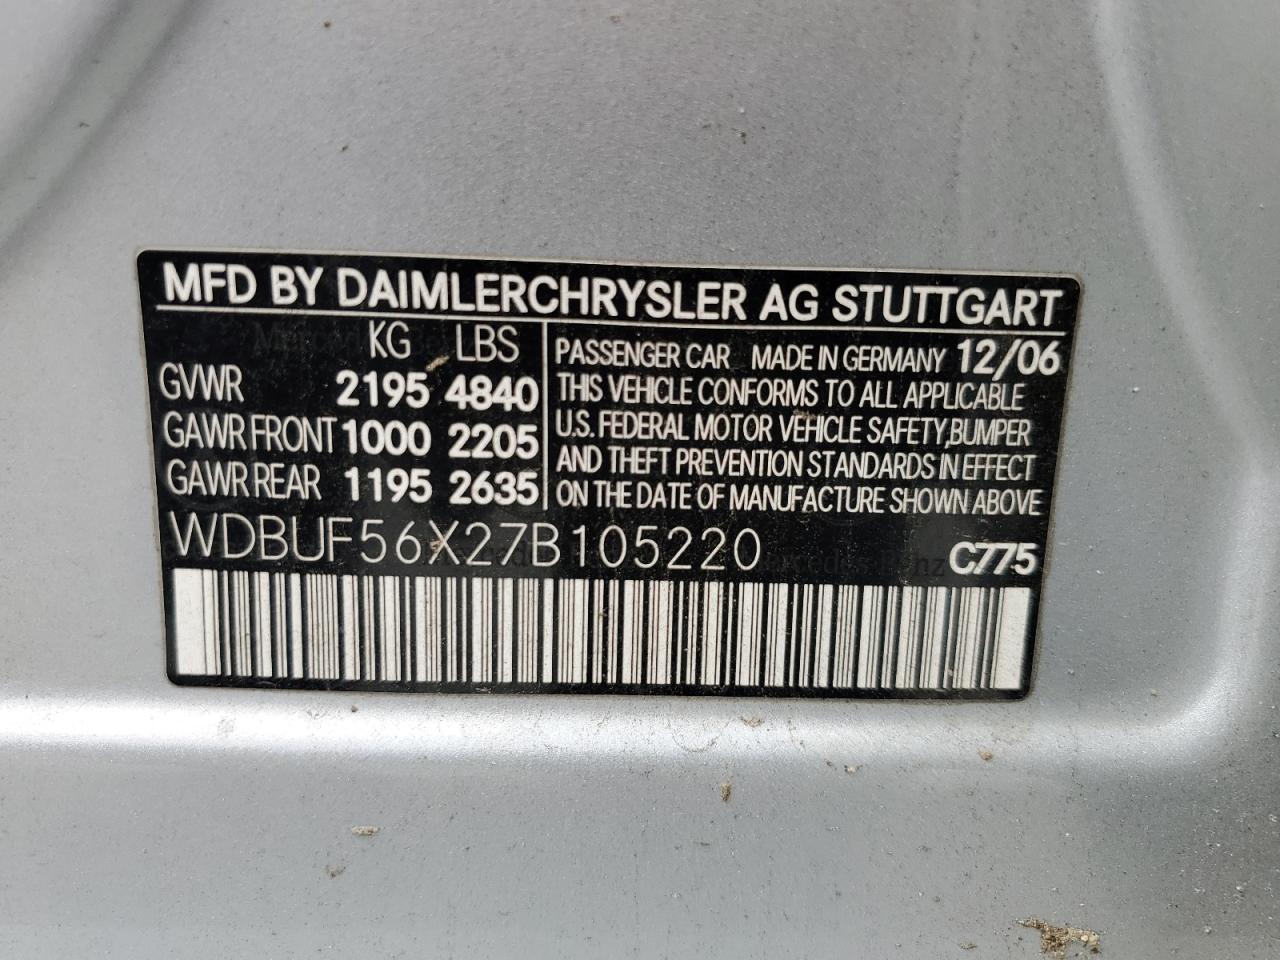 MFD BY DAIMLERCHRYSLER AG STUTTGART
KG LBS
GVWR 2195 4840
GAWR FRONT 1000 2205
GAWR REAR 1195 2635
PASSENGER CAR MADE IN GERMANY 12/06
THIS VEHICLE CONFORMS TO ALL APPLICABLE
U.S. FEDERAL MOTOR VEHICLE SAFETY,BUMPER
AND THEFT PREVENTION STANDARDS IN EFFECT
ON THE DATE OF MANUFACTURE SHOWN ABOVE
WDBUF56X27B105220
C775
Mercedes-Benz